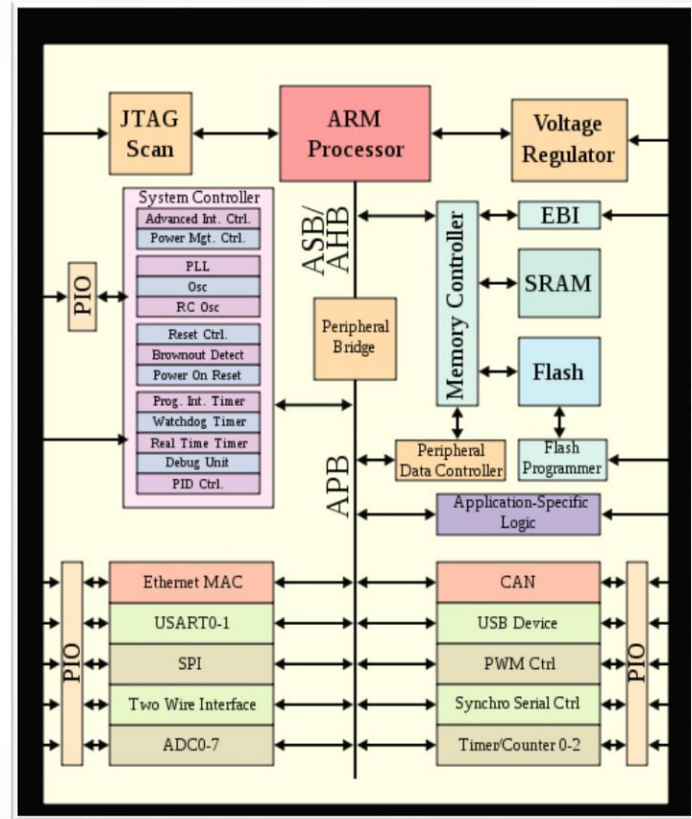 JTAG
Scan
ARM
Processor
Voltage
Regulator
System Controller
Advanced Int. Ctrl.
Power Mgt. Ctrl.
PLL
Osc
RC Osc
Reset Ctrl.
Brownout Detect
Power On Reset
Prog. Int. Timer
Watchdog Timer
Real Time Timer
Debug Unit
PID Ctrl.
PIO
ASB/
AHB
Peripheral
Bridge
APB
Memory Controller
EBI
SRAM
Flash
Peripheral
Data Controller
Flash
Programmer
Application-Specific
Logic
PIO
Ethernet MAC
USART0-1
SPI
Two Wire Interface
ADC0-7
CAN
USB Device
PWM Ctrl
Synchro Serial Ctrl
Timer/Counter 0-2
PIO